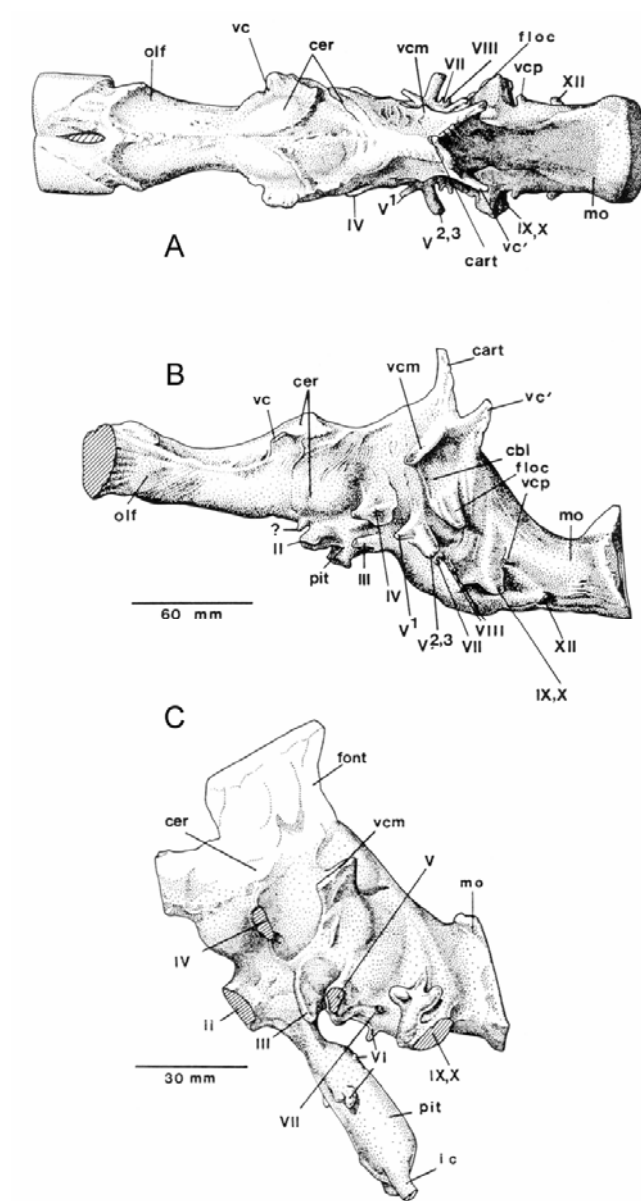 olf
vc
cer
vcm
VII
VIII
floc
vcp
XII
IV
V1
V2,3
cart
vc'
IX,X
mo
A
B
olf
vc
cer
vcm
cart
vc'
cbl
floc
vcp
mo
?
II
pit
III
IV
V1
V2,3
VII
VIII
IX,X
XII
60 mm
C
font
cer
vcm
V
mo
IV
ii
III
VII
VI
IX,X
pit
ic
30 mm